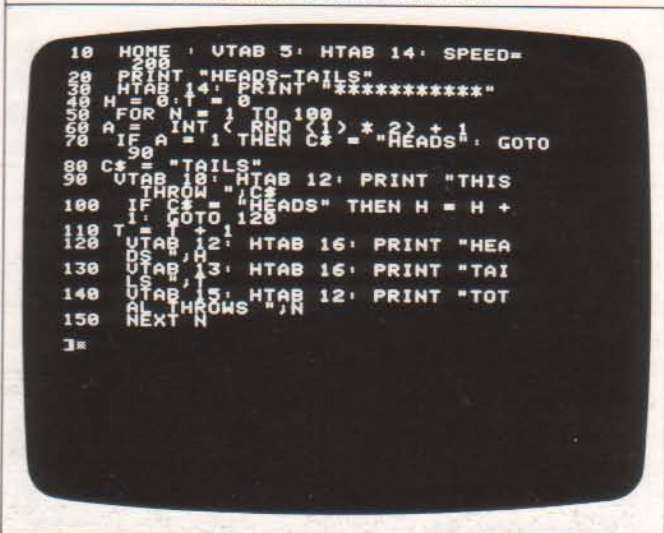 10 HOME : VTAB 5: HTAB 14: SPEED=
200
20 PRINT "HEADS-TAILS"
30 HTAB 14: PRINT "***********"
40 H = 0:T = 0
50 FOR N = 1 TO 100
60 A = INT ( RND (1) * 2) + 1
70 IF A = 1 THEN C$ = "HEADS": GOTO
90
80 C$ = "TAILS"
90 VTAB 10: HTAB 12: PRINT "THIS
THROW ";C$
100 IF C$ = "HEADS" THEN H = H +
1: GOTO 120
110 T = T + 1
120 VTAB 12: HTAB 16: PRINT "HEA
DS ";H
130 VTAB 13: HTAB 16: PRINT "TAI
LS ";T
140 VTAB 15: HTAB 12: PRINT "TOT
AL THROWS ";N
150 NEXT N
]